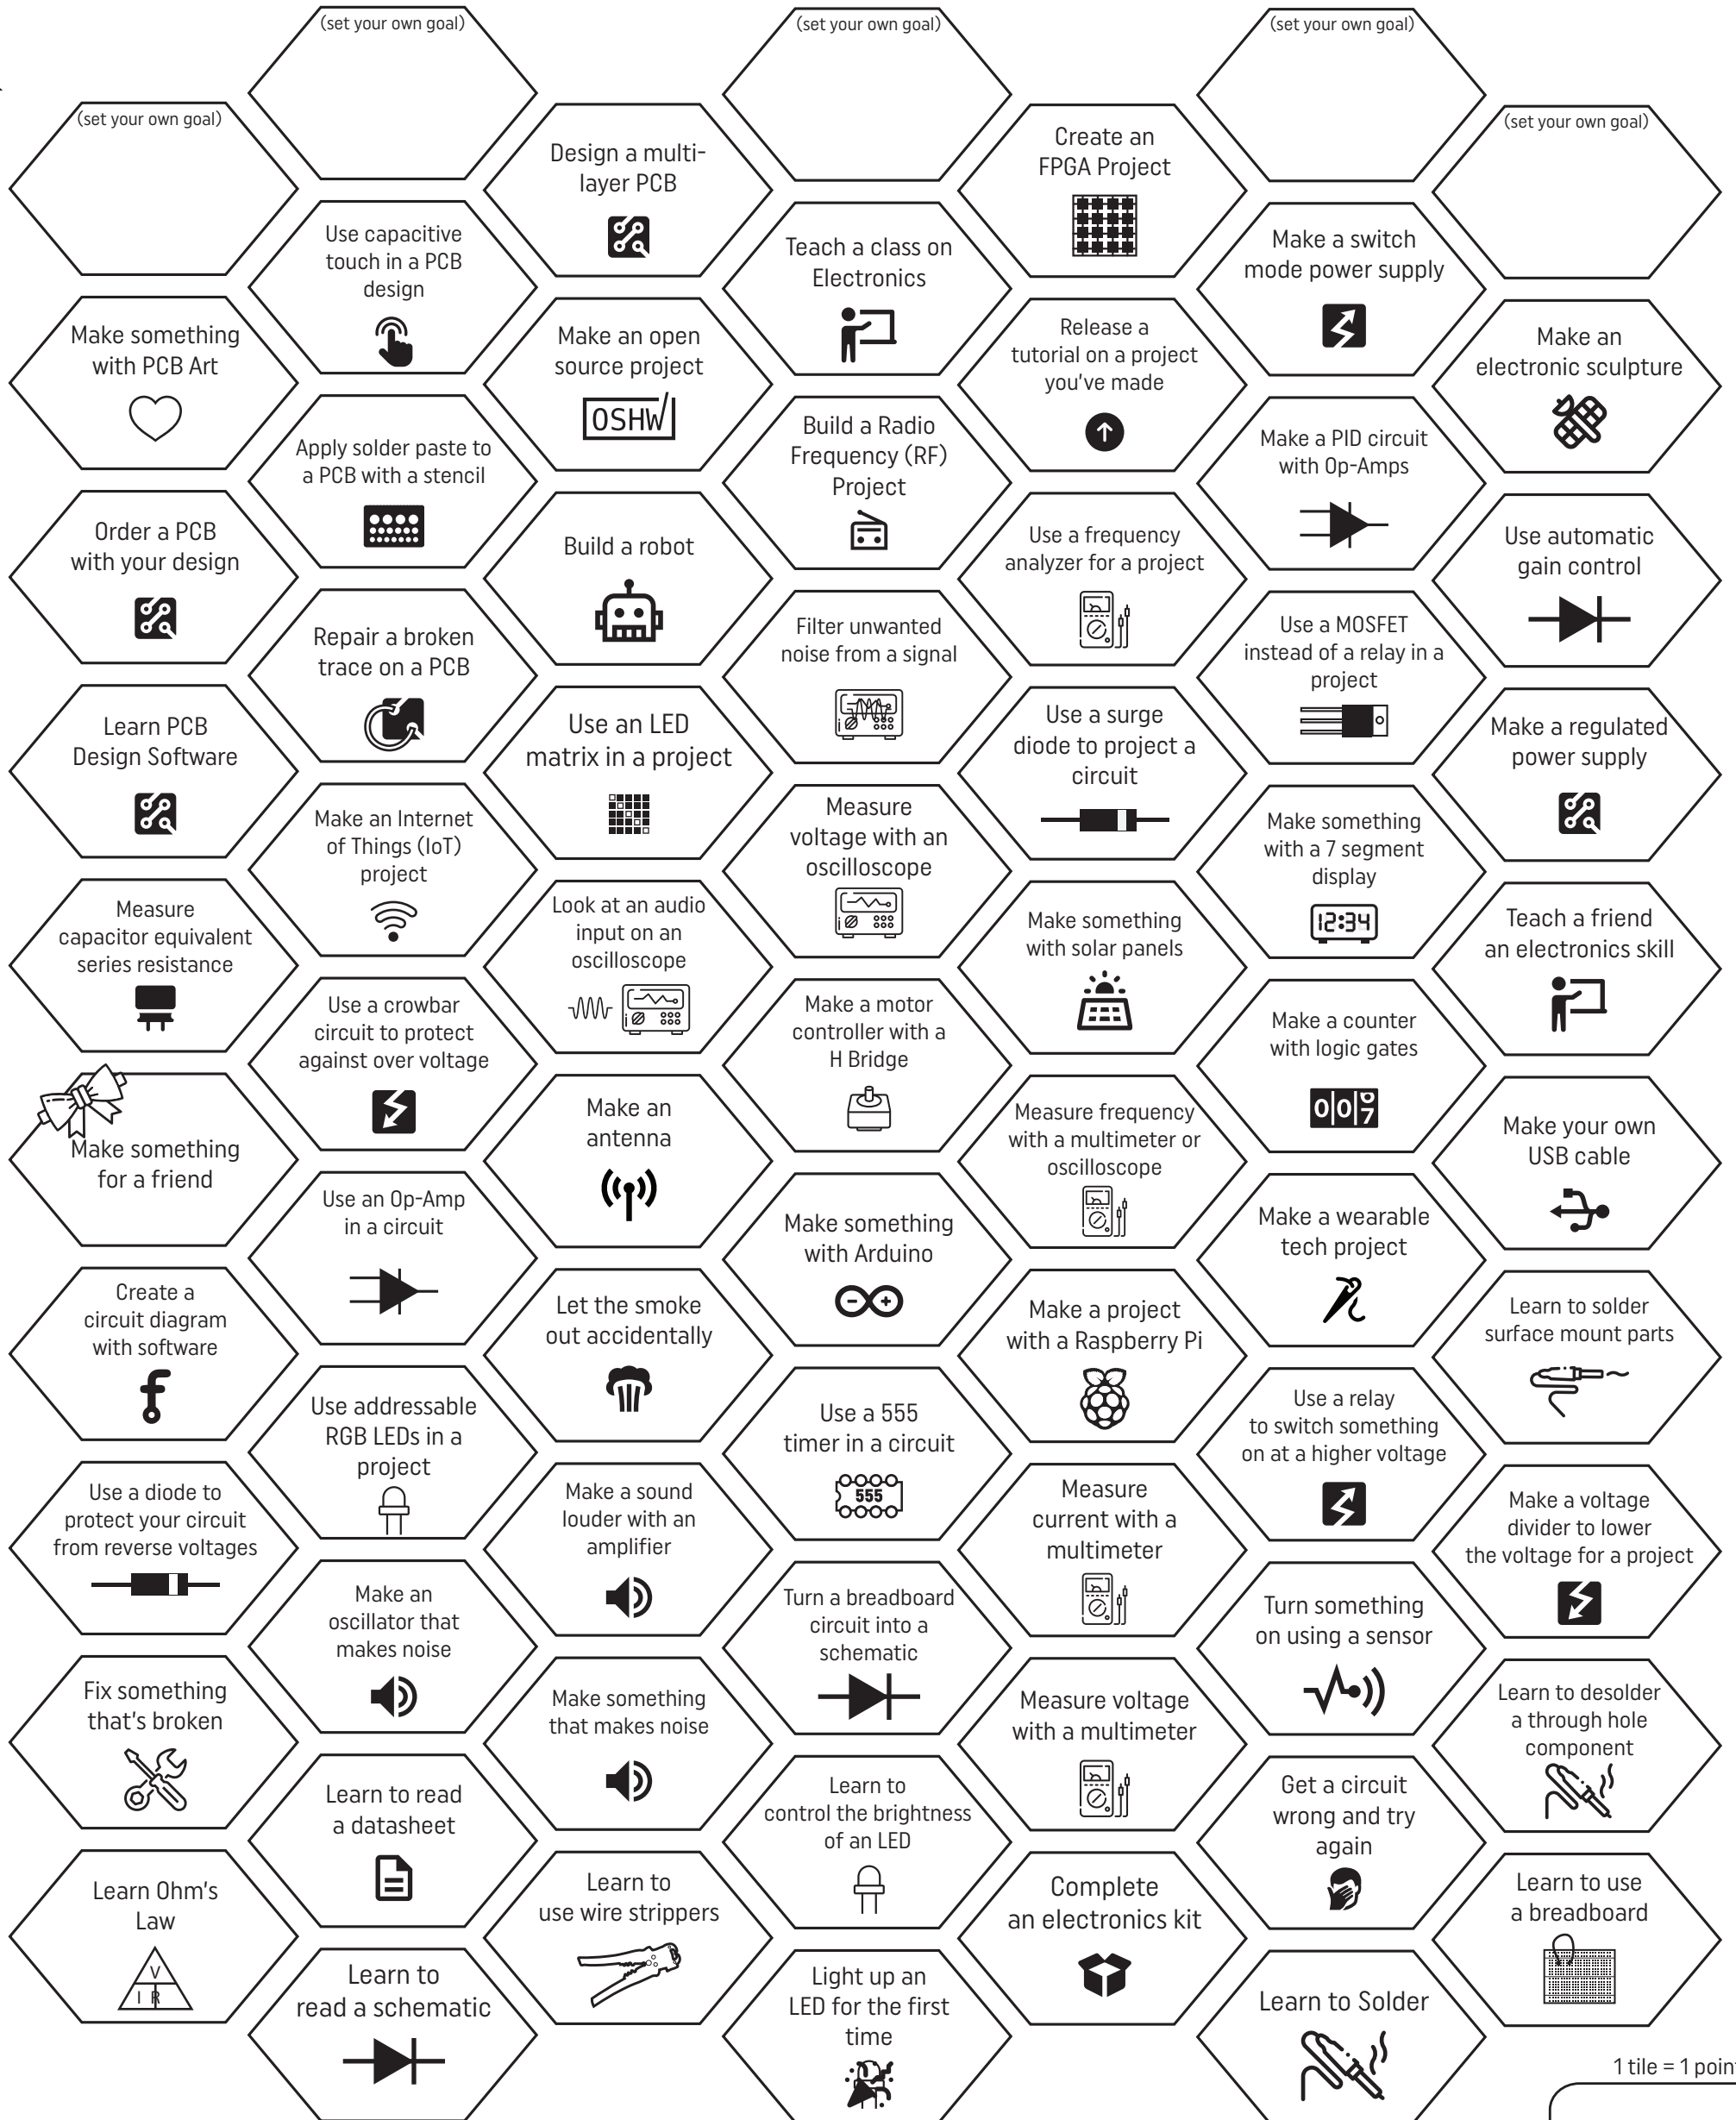 (set your own goal)
(set your own goal)
(set your own goal)
(set your own goal)
(set your own goal)
Design a multi-
layer PCB
Create an
FPGA Project
Use capacitive
touch in a PCB
design
Teach a class on
Electronics
Make a switch
mode power supply
Make something
with PCB Art
Make an open
source project
OSHW
Release a
tutorial on a project
you've made
Make an
electronic sculpture
Apply solder paste to
a PCB with a stencil
Build a Radio
Frequency (RF)
Project
Make a PID circuit
with Op-Amps
Order a PCB
with your design
Build a robot
Use a frequency
analyzer for a project
Use automatic
gain control
Repair a broken
trace on a PCB
Filter unwanted
noise from a signal
Use a MOSFET
instead of a relay in a
project
Learn PCB
Design Software
Use an LED
matrix in a project
Use a surge
diode to project a
circuit
Make a regulated
power supply
Make an Internet
of Things (IoT)
project
Measure
voltage with an
oscilloscope
Make something
with a 7 segment
display
12:34
Measure
capacitor equivalent
series resistance
Look at an audio
input on an
oscilloscope
Make something
with solar panels
Teach a friend
an electronics skill
Use a crowbar
circuit to protect
against over voltage
Make a motor
controller with a
H Bridge
Make a counter
with logic gates
007
Make something
for a friend
Make an
antenna
Measure frequency
with a multimeter or
oscilloscope
Make your own
USB cable
Use an Op-Amp
in a circuit
Make something
with Arduino
Make a wearable
tech project
Create a
circuit diagram
with software
Let the smoke
out accidentally
Make a project
with a Raspberry Pi
Learn to solder
surface mount parts
Use addressable
RGB LEDs in a
project
Use a 555
timer in a circuit
555
Use a relay
to switch something
on at a higher voltage
Use a diode to
protect your circuit
from reverse voltages
Make a sound
louder with an
amplifier
Measure
current with a
multimeter
Make a voltage
divider to lower
the voltage for a project
Make an
oscillator that
makes noise
Turn a breadboard
circuit into a
schematic
Turn something
on using a sensor
Fix something
that's broken
Make something
that makes noise
Measure voltage
with a multimeter
Learn to desolder
a through hole
component
Learn to read
a datasheet
Learn to
control the brightness
of an LED
Get a circuit
wrong and try
again
Learn Ohm's
Law
V
I R
Learn to
use wire strippers
Complete
an electronics kit
Learn to use
a breadboard
Learn to
read a schematic
Light up an
LED for the first
time
Learn to Solder
1 tile = 1 point